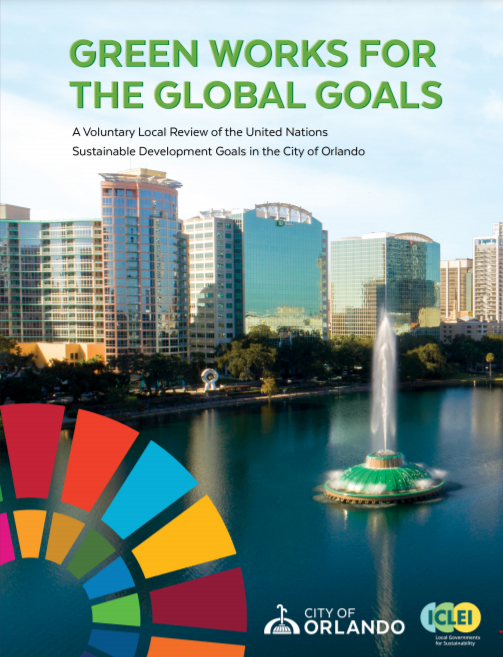 GREEN WORKS FOR
THE GLOBAL GOALS
A Voluntary Local Review of the United Nations
Sustainable Development Goals in the City of Orlando
CITY OF
ORLANDO
ICLEI
Local Governments
for Sustainability